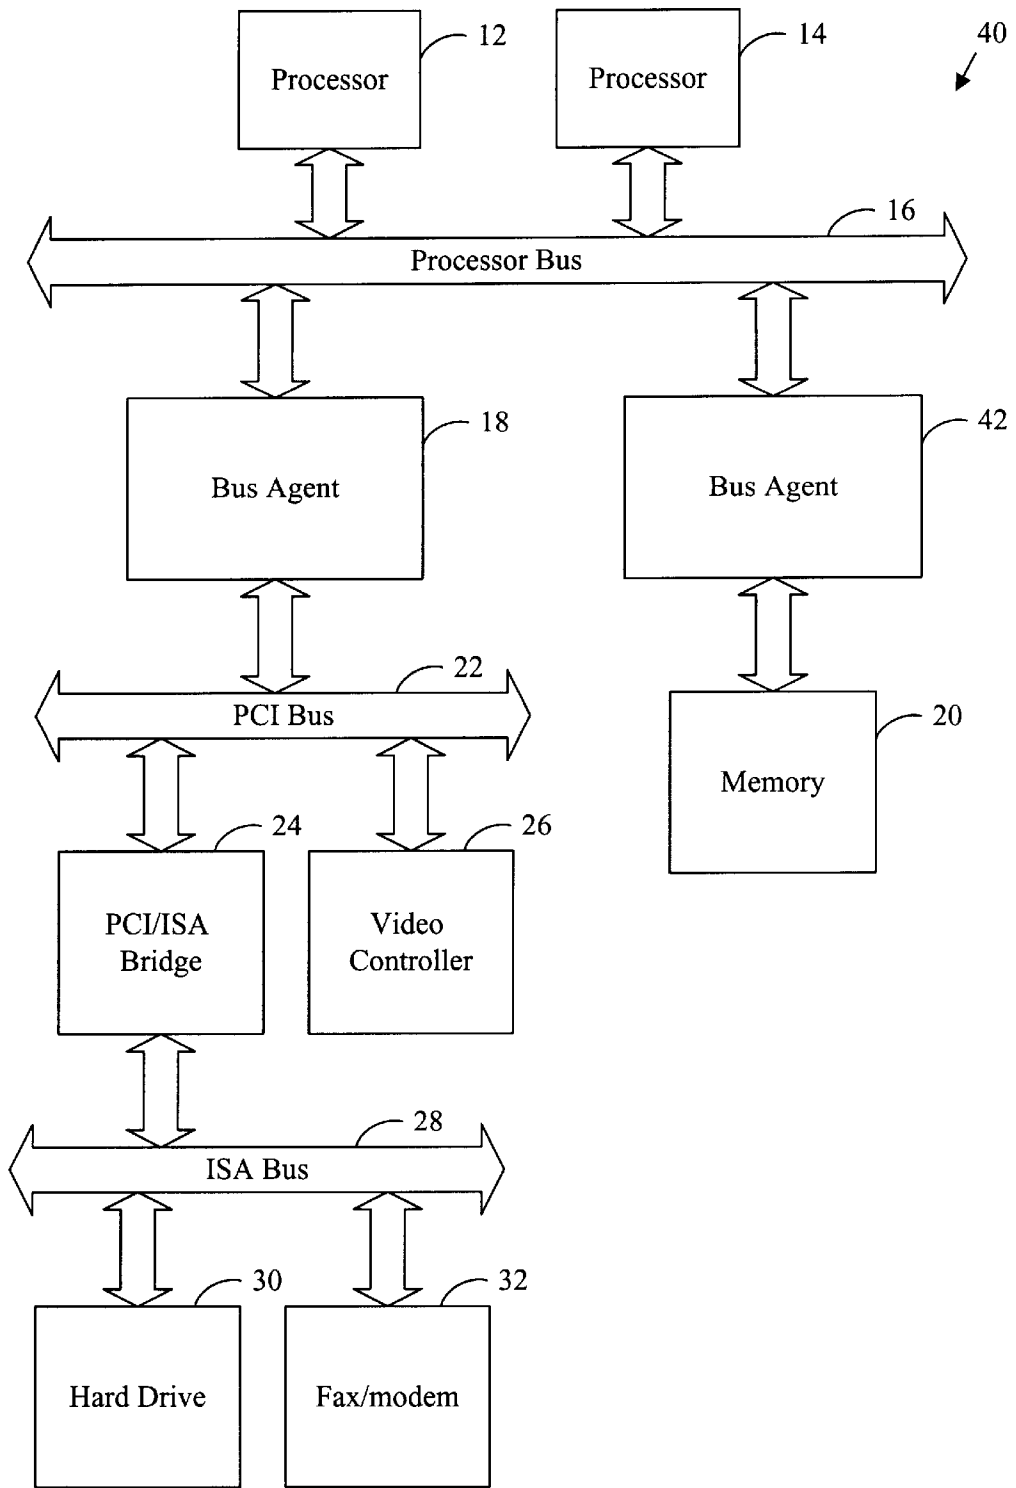 12
14
40
Processor
Processor
16
Processor Bus
18
42
Bus Agent
Bus Agent
22
PCI Bus
20
Memory
24
26
PCI/ISA
Bridge
Video
Controller
28
ISA Bus
30
32
Hard Drive
Fax/modem